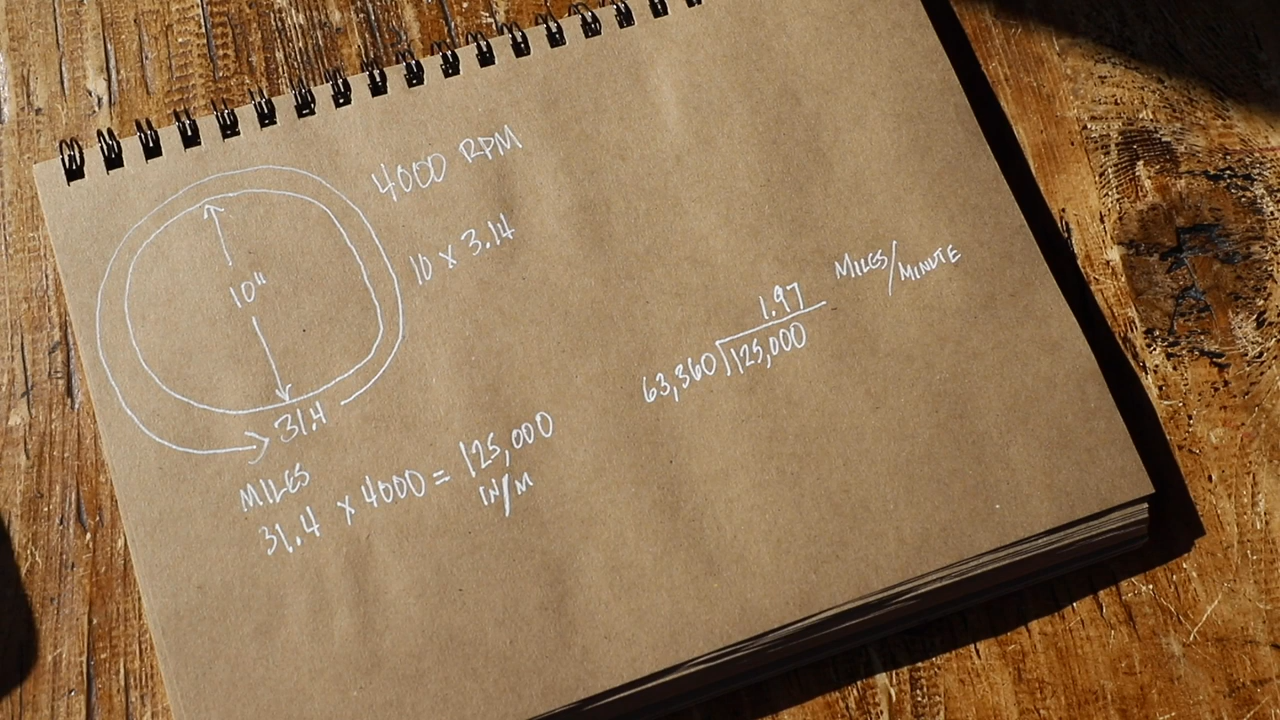 4000 RPM
10 x 3.14
10"
31.4
MILES
31.4 x 4000 = 125,000
IN/M
MILES/MINUTE
1.97
63,360 125,000